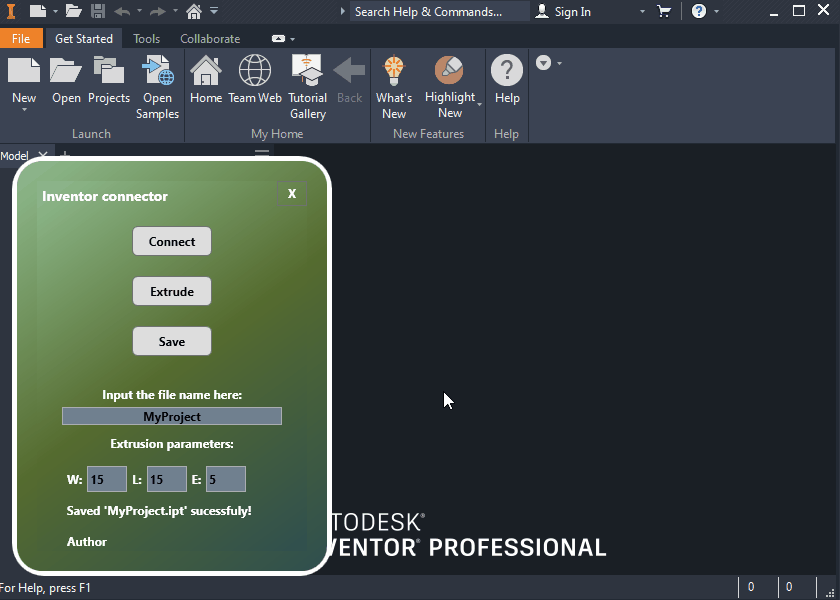 Search Help & Commands...
Sign In
File
Get Started
Tools
Collaborate
New
Open
Projects
Open
Samples
Home
Team Web
Tutorial
Gallery
Back
What's
New
Highlight
New
Help
Launch
My Home
New Features
Help
Model
Inventor connector
X
Connect
Extrude
Save
Input the file name here:
MyProject
Extrusion parameters:
W: 15 L: 15 E: 5
Saved 'MyProject.ipt' sucessfuly!
Author
TODESK®
VENTOR® PROFESSIONAL
For Help, press F1
0 0